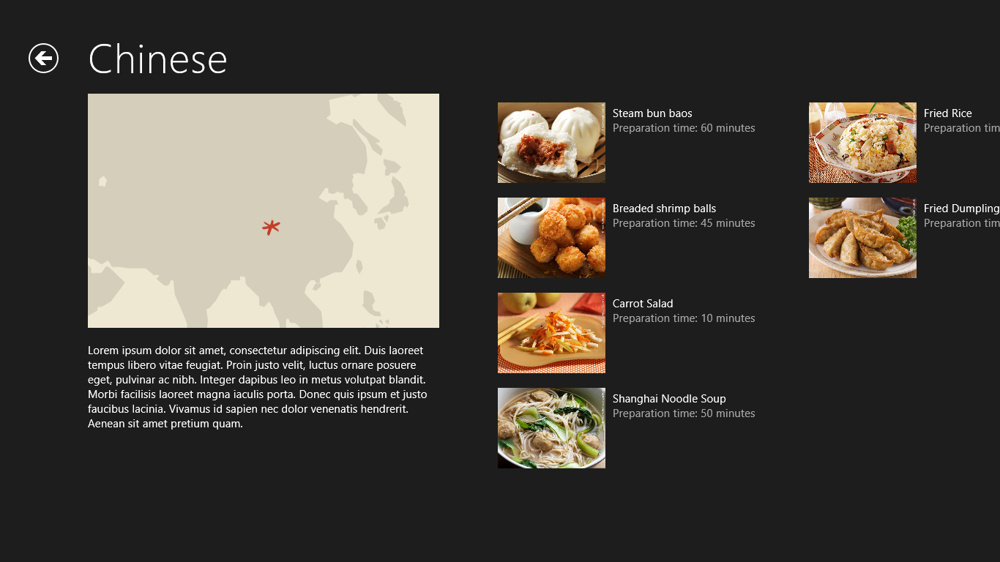 Chinese
Lorem ipsum dolor sit amet, consectetur adipiscing elit. Duis laoreet
tempus libero vitae feugiat. Proin justo velit, luctus ornare posuere
eget, pulvinar ac nibh. Integer dapibus leo in metus volutpat blandit.
Morbi facilisis laoreet magna iaculis porta. Donec quis ipsum et justo
faucibus lacinia. Vivamus id sapien nec dolor venenatis hendrerit.
Aenean sit amet pretium quam.
Steam bun baos
Preparation time: 60 minutes
Breaded shrimp balls
Preparation time: 45 minutes
Carrot Salad
Preparation time: 10 minutes
Shanghai Noodle Soup
Preparation time: 50 minutes
Fried Rice
Preparation tim
Fried Dumpling
Preparation tim